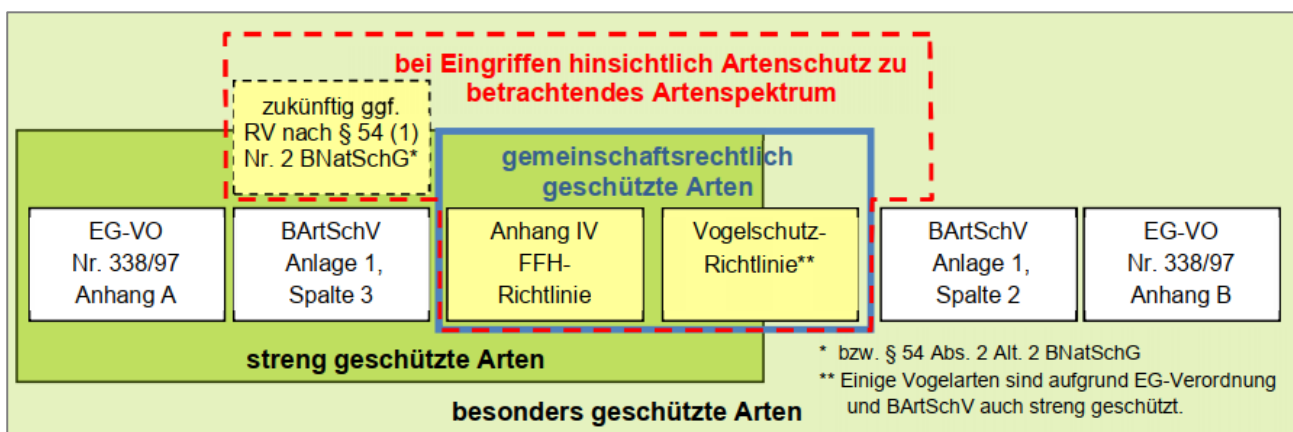 bei Eingriffen hinsichtlich Artenschutz zu
betrachtendes Artenspektrum
zukünftig ggf.
RV nach § 54 (1)
Nr. 2 BNatSchG*
gemeinschaftsrechtlich
geschützte Arten
EG-VO
Nr. 338/97
Anhang A
BArtSchV
Anlage 1,
Spalte 3
Anhang IV
FFH-
Richtlinie
Vogelschutz-
Richtlinie**
BArtSchV
Anlage 1,
Spalte 2
EG-VO
Nr. 338/97
Anhang B
streng geschützte Arten
besonders geschützte Arten
* bzw. § 54 Abs. 2 Alt. 2 BNatSchG
** Einige Vogelarten sind aufgrund EG-Verordnung
und BArtSchV auch streng geschützt.